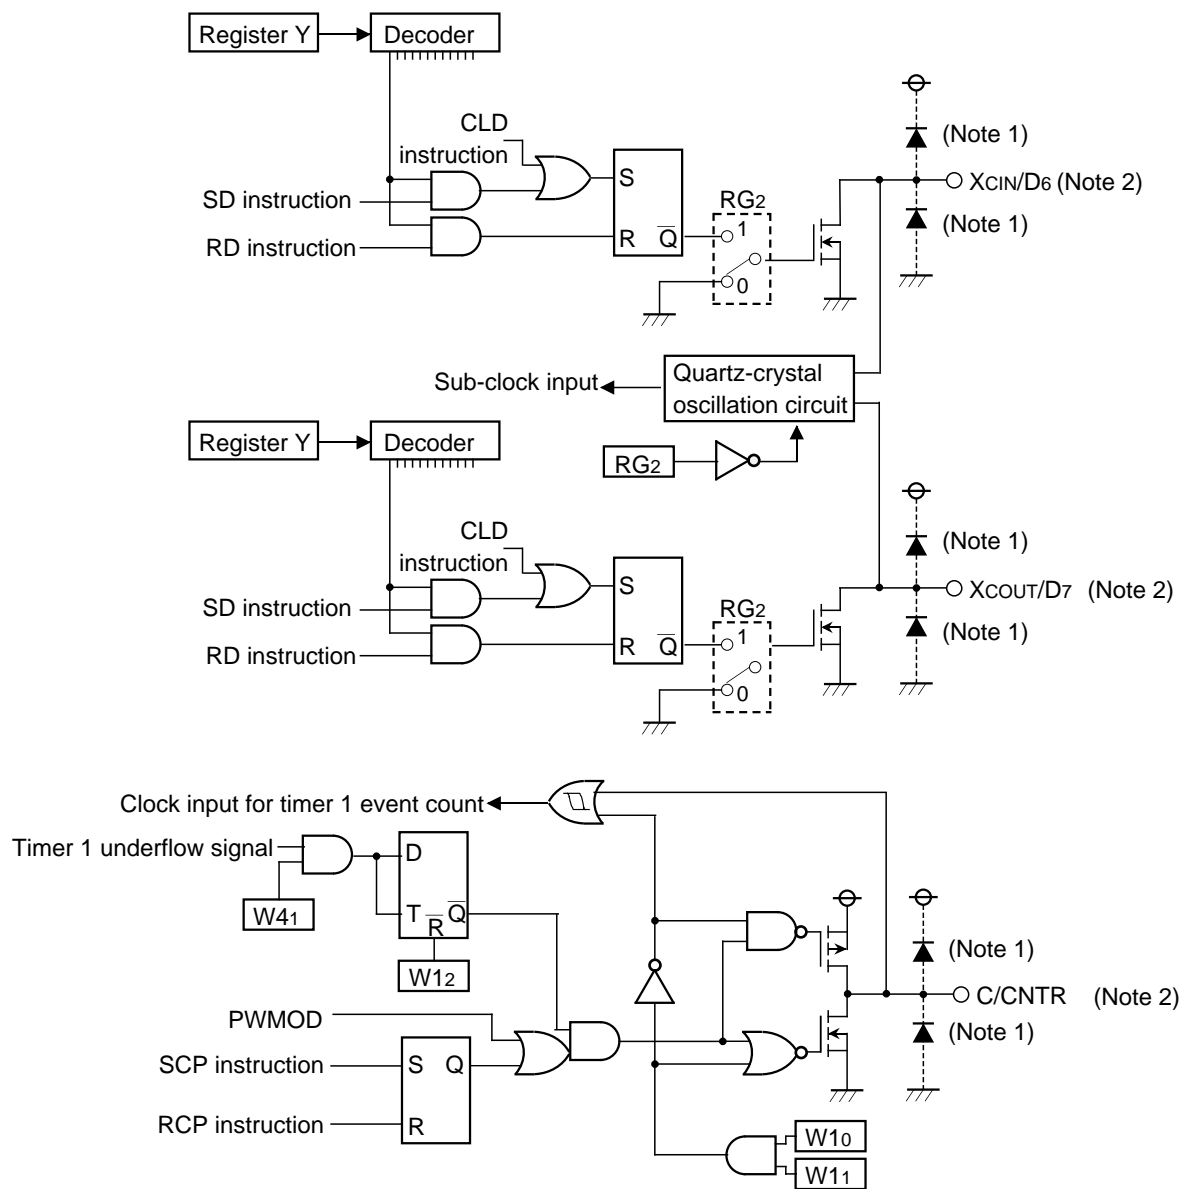 Register Y
Decoder
CLD
instruction
SD instruction
RD instruction
S
R Q
RG2
1
0
(Note 1)
XCIN/D6 (Note 2)
(Note 1)
Sub-clock input
Quartz-crystal
oscillation circuit
RG2
Register Y
Decoder
CLD
instruction
SD instruction
RD instruction
S
R Q
RG2
1
0
(Note 1)
XCOUT/D7 (Note 2)
(Note 1)
Clock input for timer 1 event count
Timer 1 underflow signal
W41
D
T R Q
W12
PWMOD
SCP instruction
RCP instruction
S Q
R
(Note 1)
C/CNTR (Note 2)
(Note 1)
W10
W11